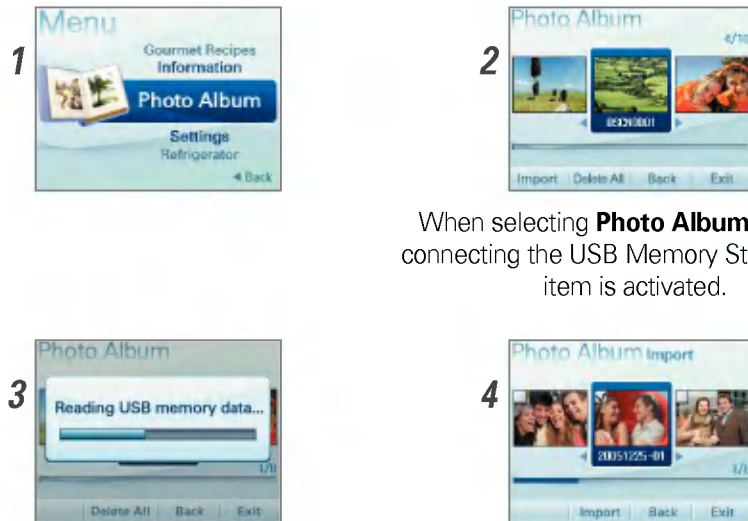 1
Menu
Gourmet Recipes
Information
Photo Album
Settings
Refrigerator
◀ Back
2
Photo Album
4/10
Import Delete All Back Exit
When selecting Photo Album
connecting the USB Memory St
item is activated.
3
Photo Album
Reading USB memory data...
1/8
Delete All Back Exit
4
Photo Album Import
20051225-01
Import Back Exit